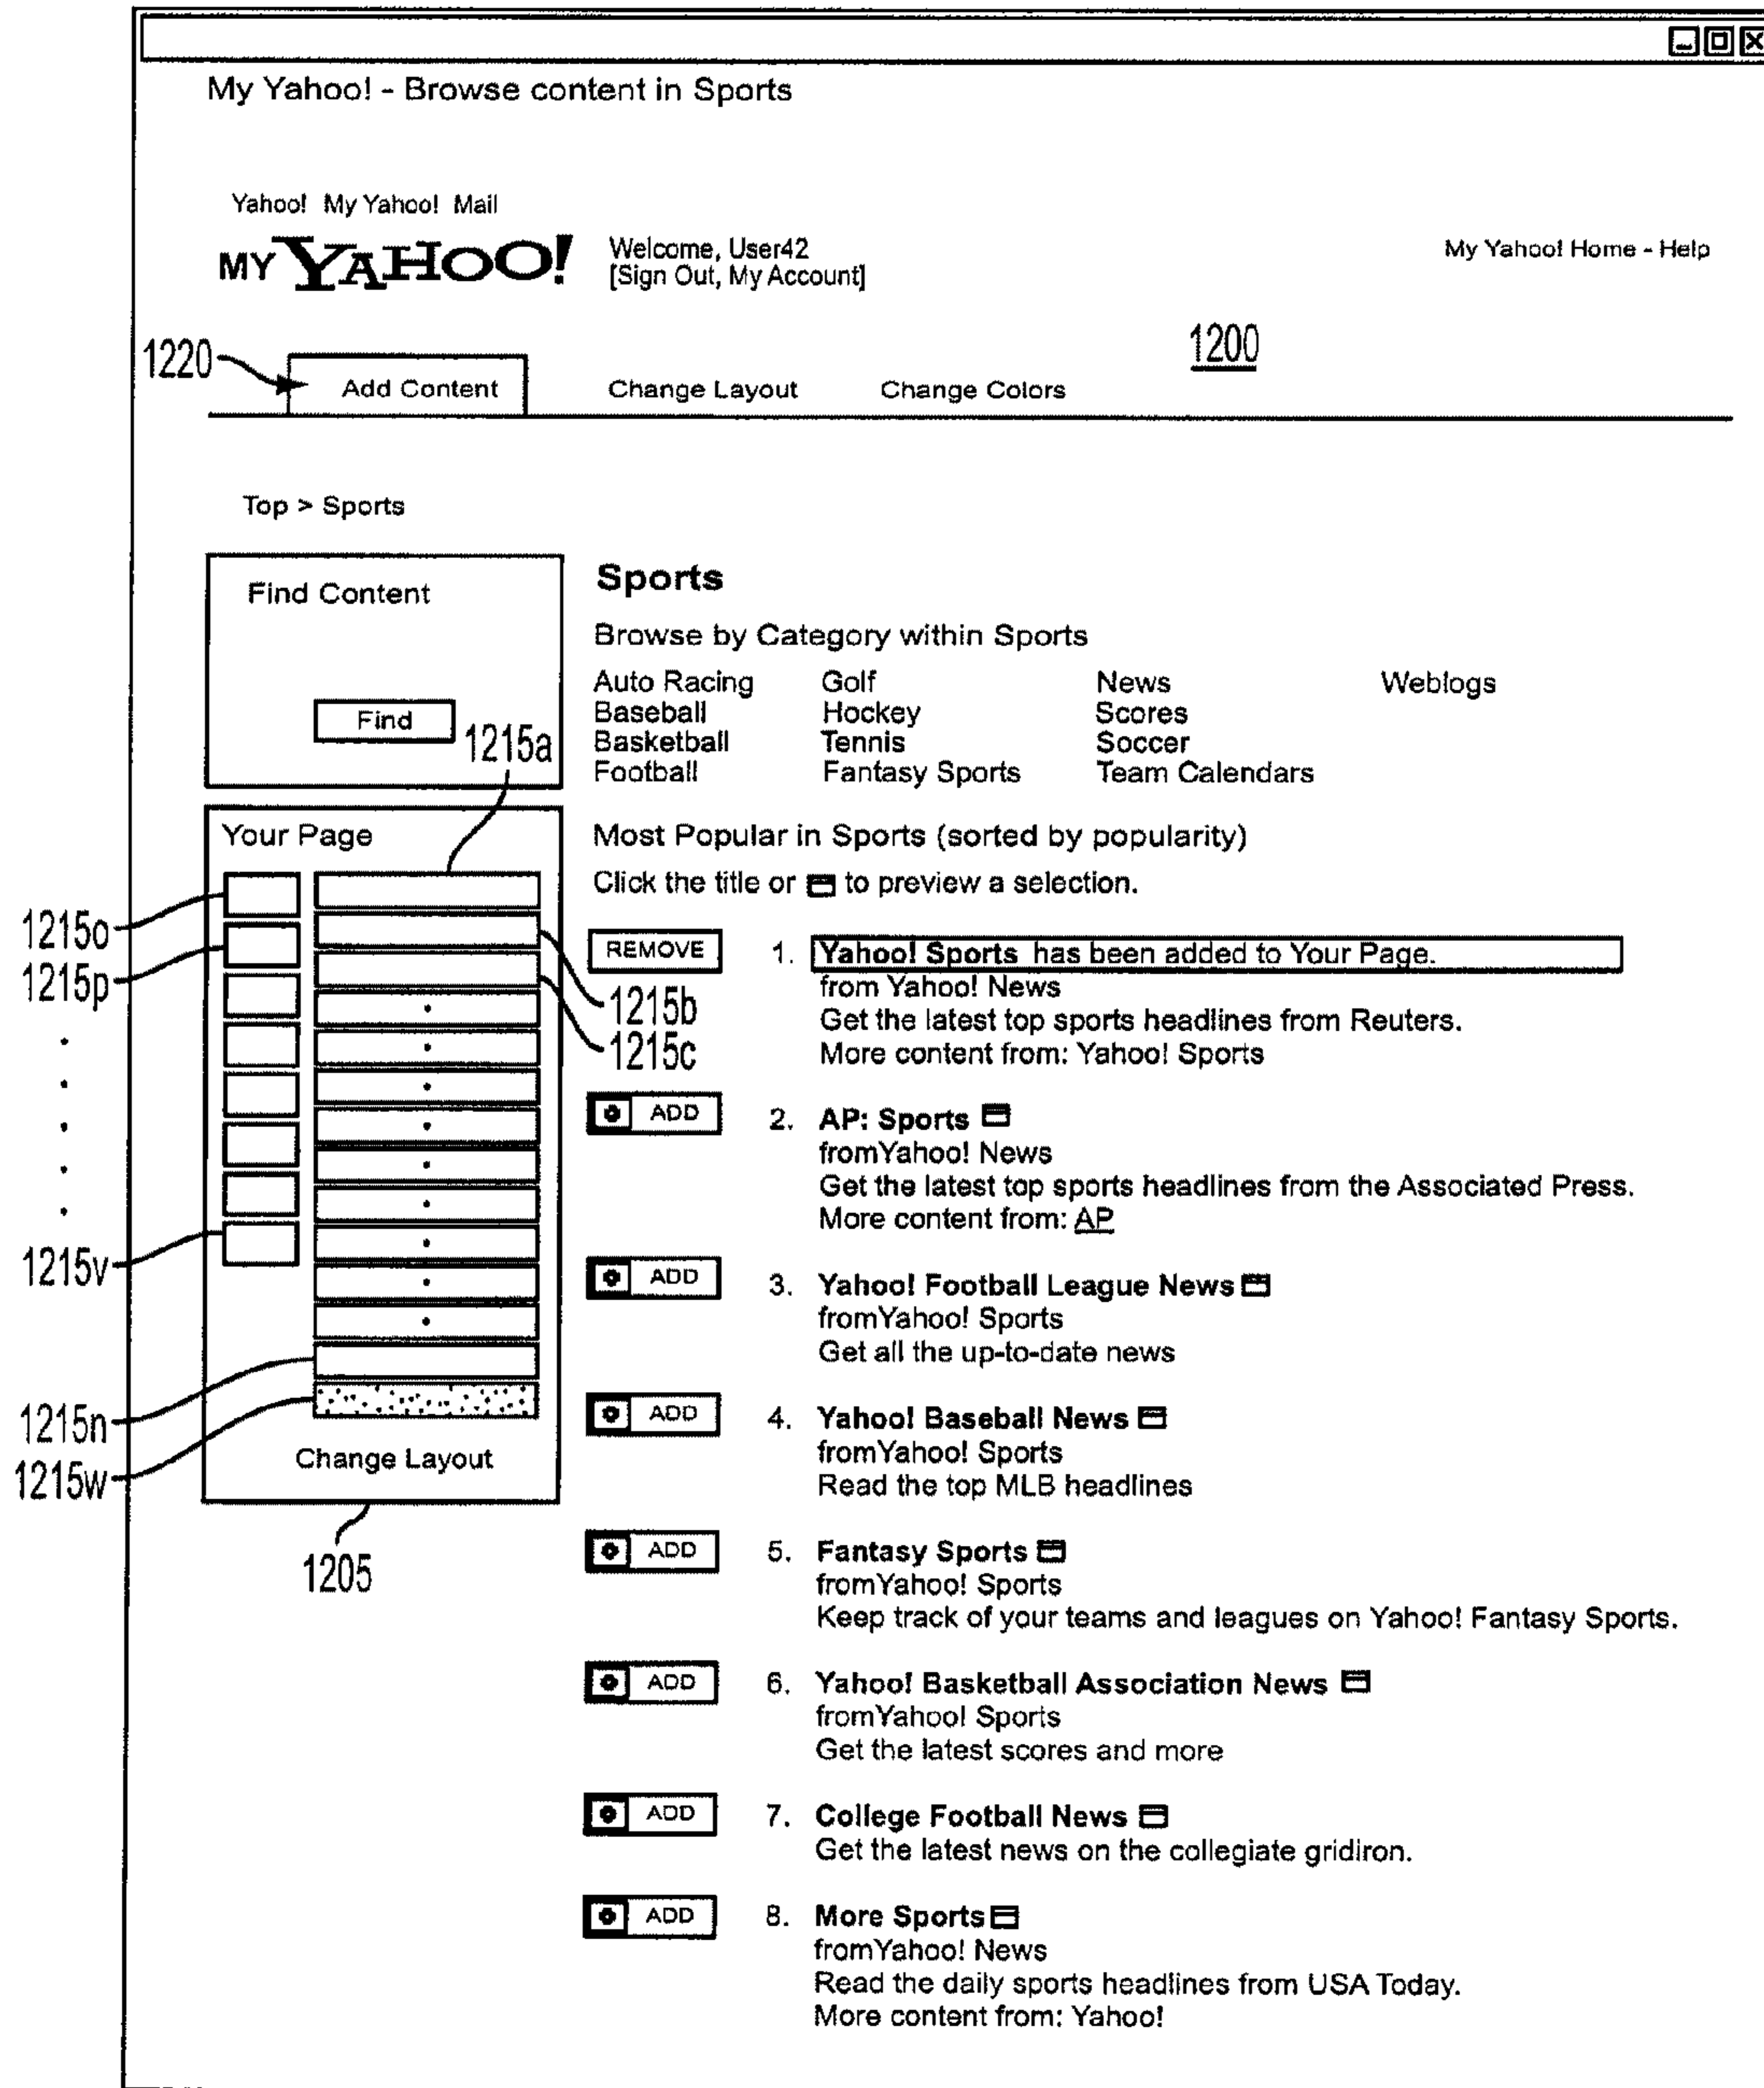 My Yahoo! - Browse content in Sports
Yahoo! My Yahoo! Mail
MY YAHOO!
Welcome, User42
[Sign Out, My Account]
My Yahoo! Home - Help
1200
1220
Add Content
Change Layout
Change Colors
Top > Sports
Find Content
Find
1215a
Sports
Browse by Category within Sports
Auto Racing Golf News Weblogs
Baseball Hockey Scores
Basketball Tennis Soccer
Football Fantasy Sports Team Calendars
Your Page
1215o
1215p
1215b
1215c
1215v
1215n
1215w
Change Layout
1205
Most Popular in Sports (sorted by popularity)
Click the title or to preview a selection.
REMOVE 1. Yahoo! Sports has been added to Your Page.
from Yahoo! News
Get the latest top sports headlines from Reuters.
More content from: Yahoo! Sports
ADD 2. AP: Sports
fromYahoo! News
Get the latest top sports headlines from the Associated Press.
More content from: AP
ADD 3. Yahoo! Football League News
fromYahoo! Sports
Get all the up-to-date news
ADD 4. Yahoo! Baseball News
fromYahoo! Sports
Read the top MLB headlines
ADD 5. Fantasy Sports
fromYahoo! Sports
Keep track of your teams and leagues on Yahoo! Fantasy Sports.
ADD 6. Yahoo! Basketball Association News
fromYahoo! Sports
Get the latest scores and more
ADD 7. College Football News
Get the latest news on the collegiate gridiron.
ADD 8. More Sports
fromYahoo! News
Read the daily sports headlines from USA Today.
More content from: Yahoo!